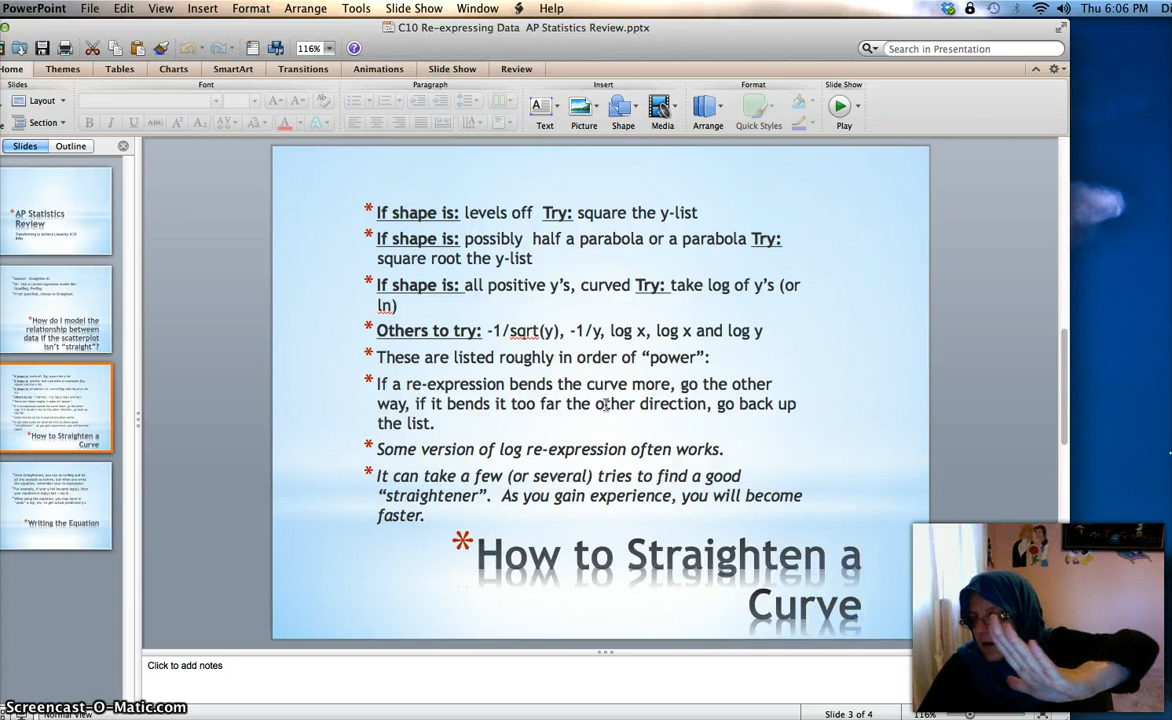 PowerPoint File Edit View Insert Format Arrange Tools Slide Show Window Help Thu 6:06 PM Di
C10 Re-expressing Data AP Statistics Review.pptx
116% Search in Presentation
Home Themes Tables Charts SmartArt Transitions Animations Slide Show Review
Slides Font Paragraph Insert Format Slide Show
Layout
Section
Text Picture Shape Media Arrange Quick Styles Play
B I U ABC A² A₂ AV Aa A A
Slides Outline
* AP Statistics
Review
* How do I model the
relationship between
data if the scatterplot
isn't "straight"?
* How to Straighten a
Curve
* Writing the Equation
* If shape is: levels off Try: square the y-list
* If shape is: possibly half a parabola or a parabola Try:
square root the y-list
* If shape is: all positive y's, curved Try: take log of y's (or
ln)
* Others to try: -1/sqrt(y), -1/y, log x, log x and log y
* These are listed roughly in order of “power”:
* If a re-expression bends the curve more, go the other
way, if it bends it too far the other direction, go back up
the list.
* Some version of log re-expression often works.
* It can take a few (or several) tries to find a good
“straightener”. As you gain experience, you will become
faster.
* How to Straighten a
Curve
Click to add notes
Screencast-O-Matic.com
Normal View Slide 3 of 4 116%